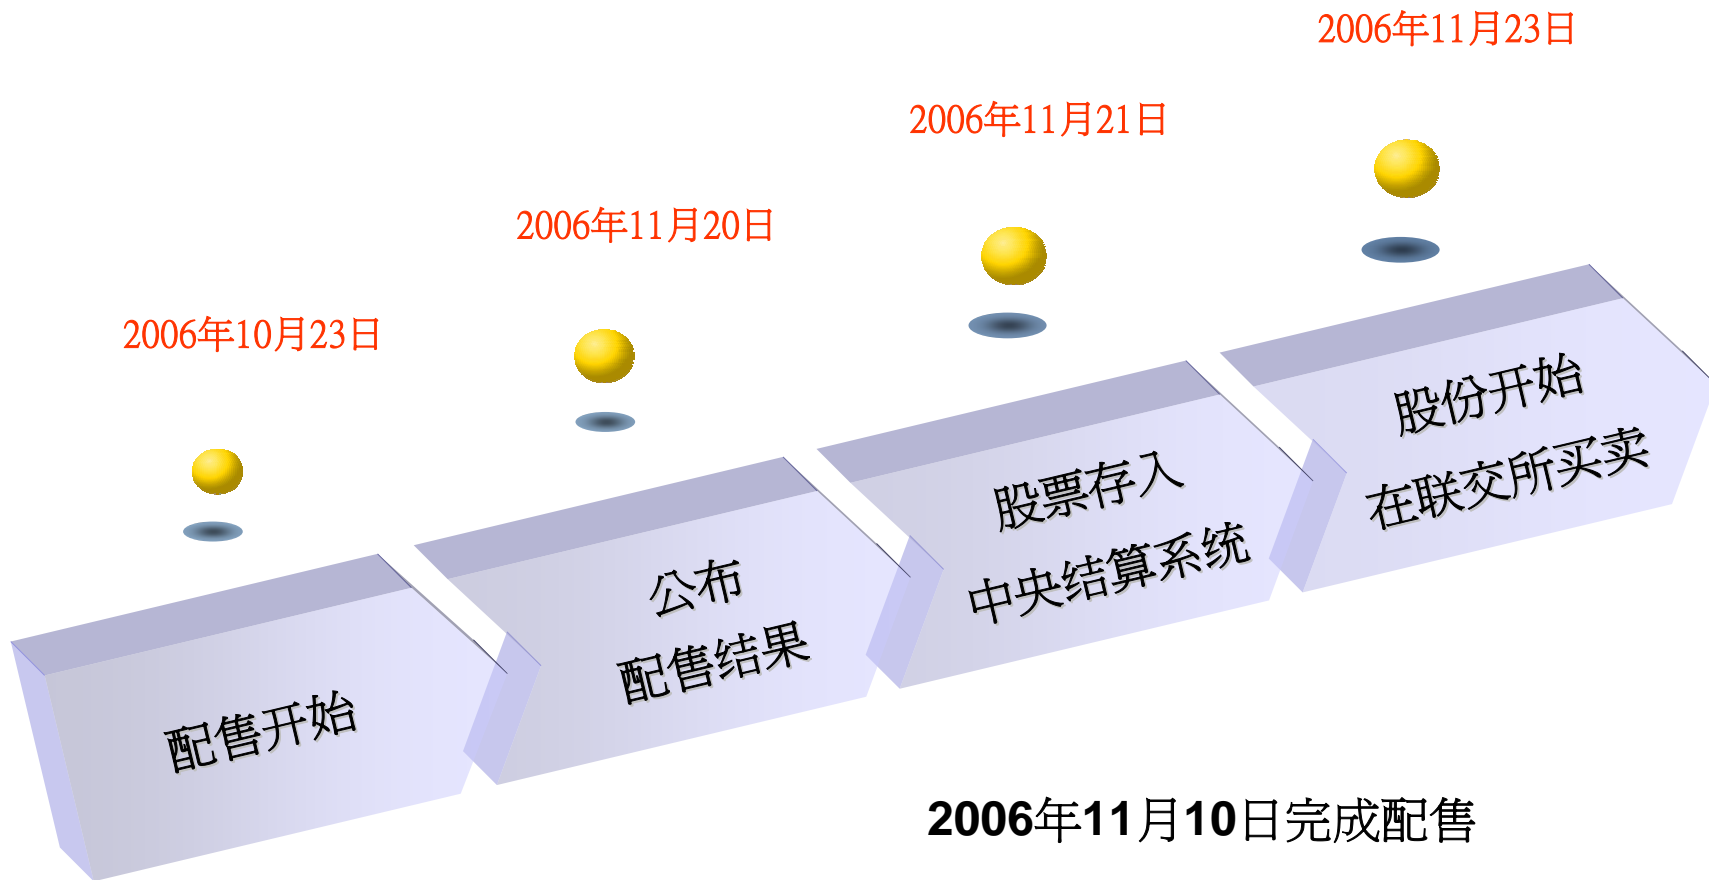 2006年10月23日
配售开始
2006年11月20日
公布
配售结果
2006年11月21日
股票存入
中央结算系统
2006年11月23日
股份开始
在联交所买卖
2006年11月10日完成配售